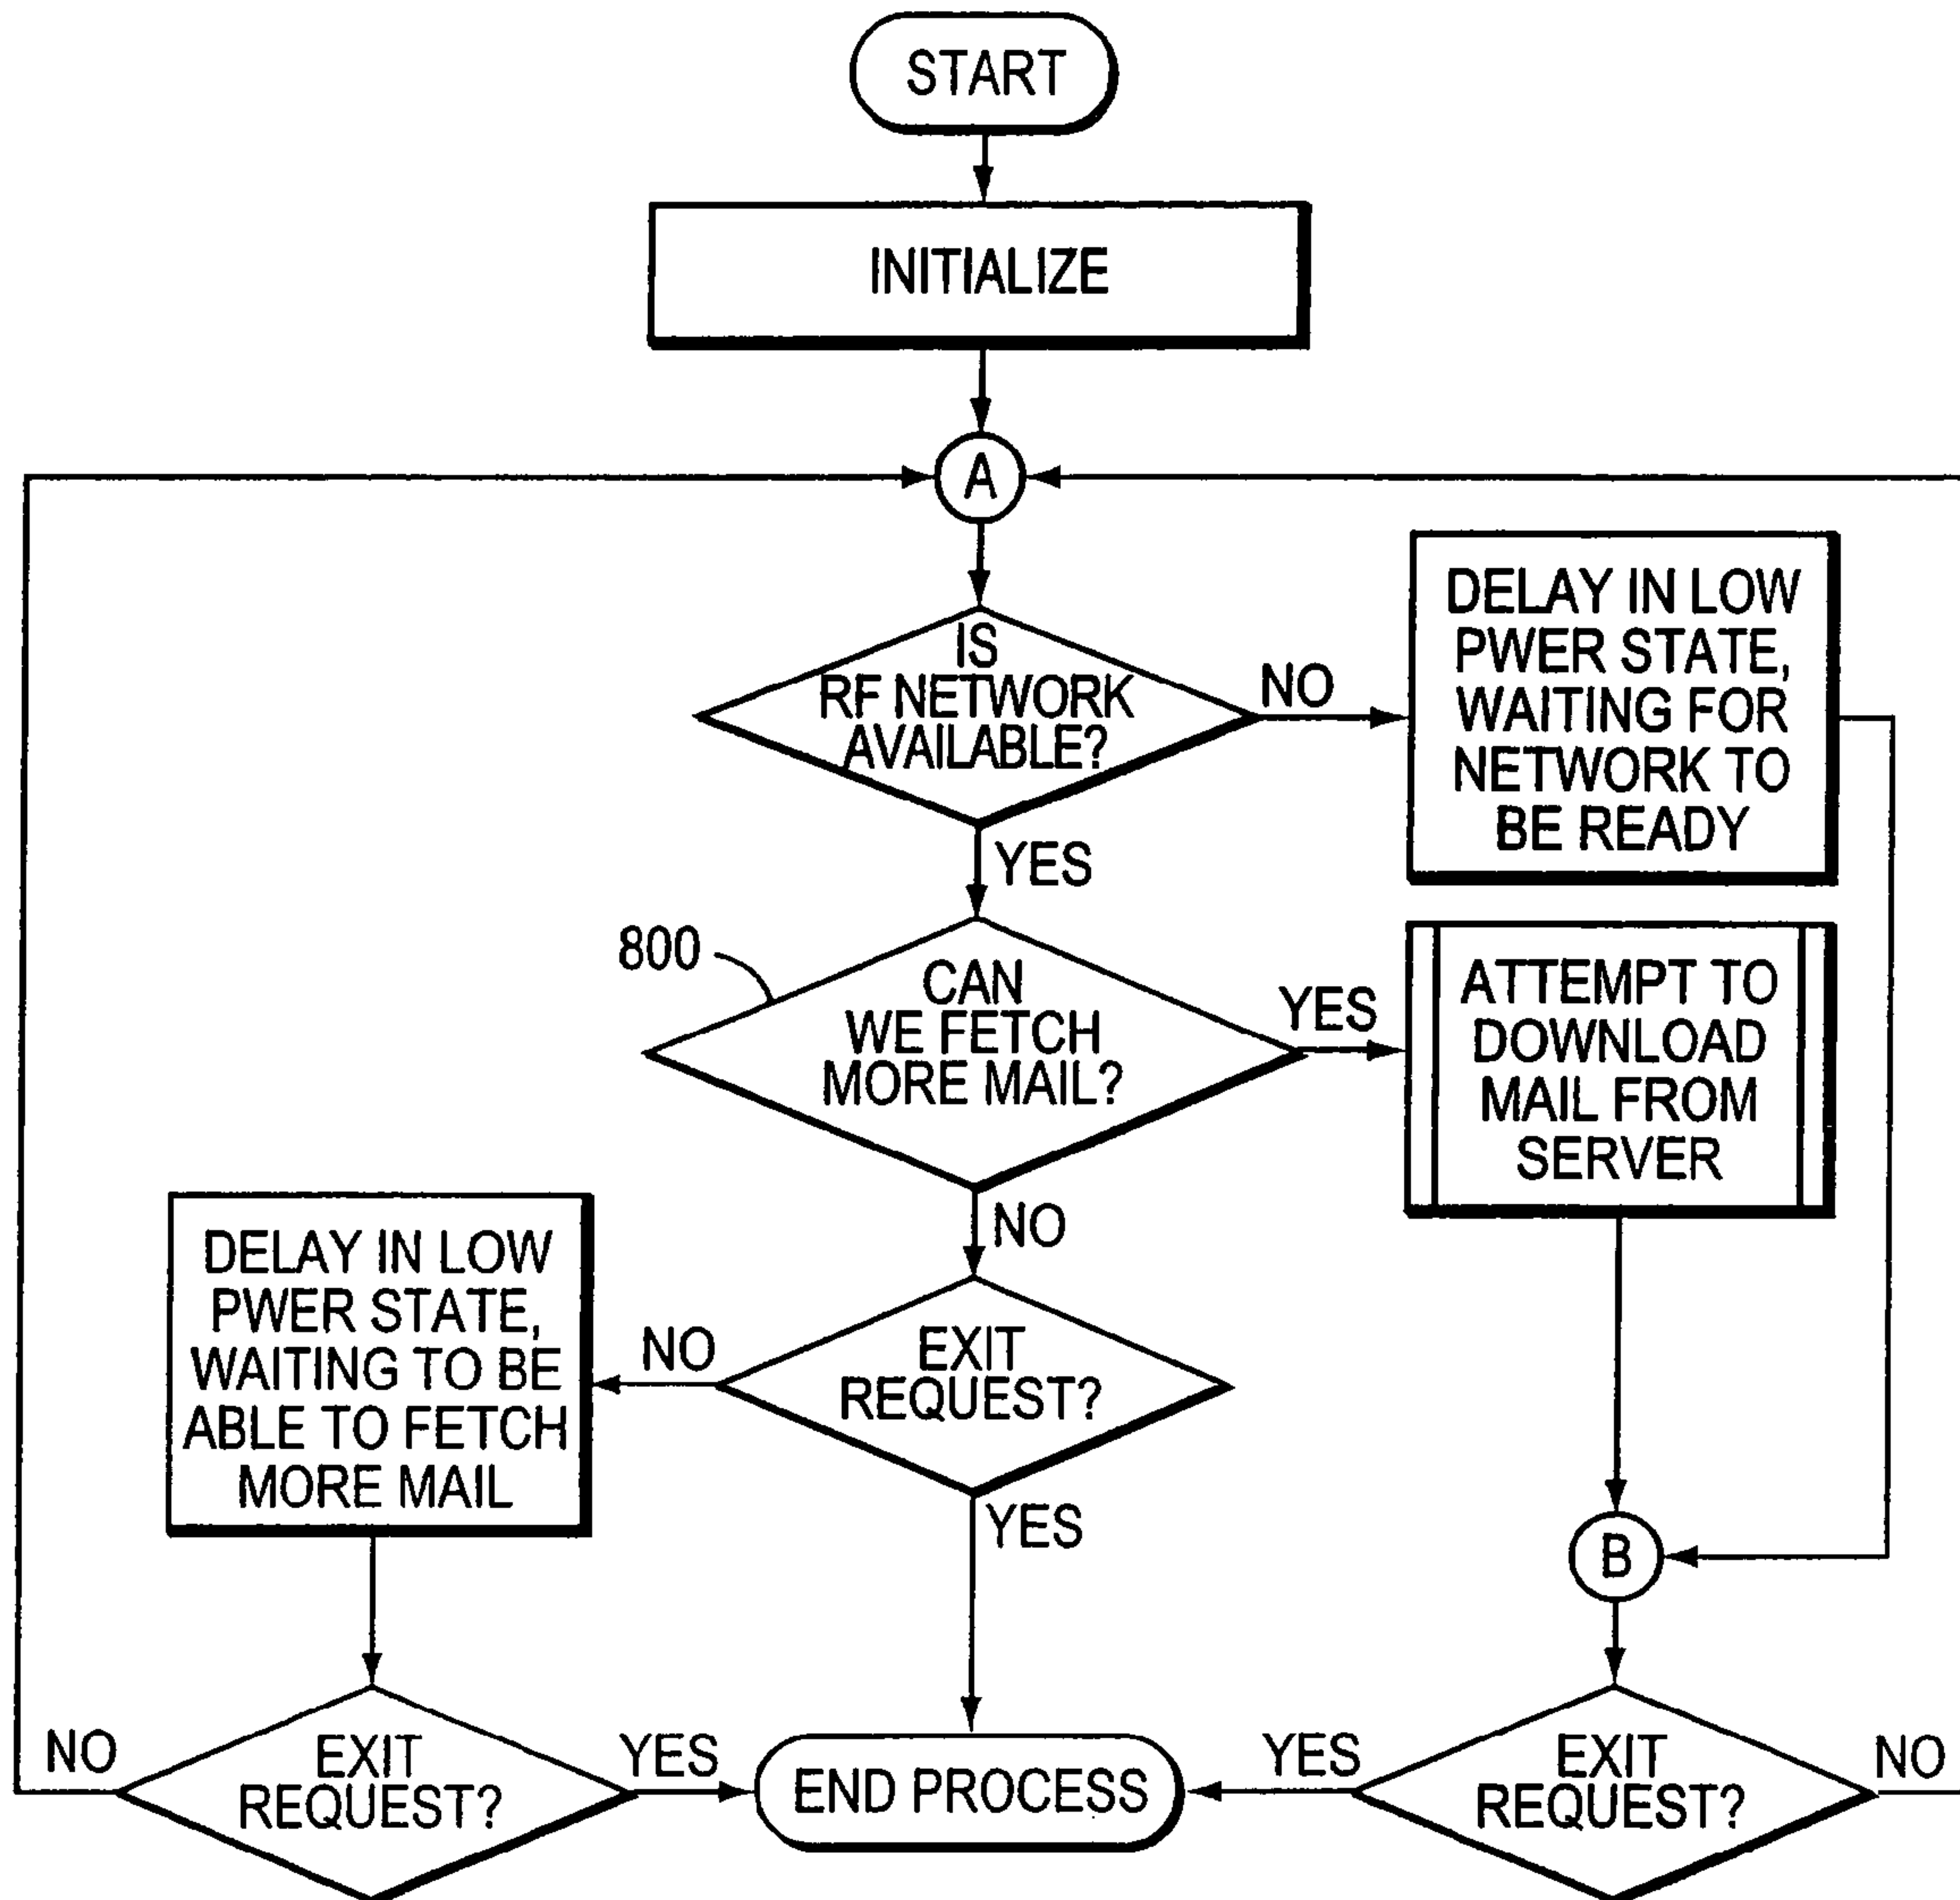 START
INITIALIZE
A
IS
RF NETWORK
AVAILABLE?
NO
DELAY IN LOW
PWER STATE,
WAITING FOR
NETWORK TO
BE READY
YES
800
CAN
WE FETCH
MORE MAIL?
YES
ATTEMPT TO
DOWNLOAD
MAIL FROM
SERVER
NO
DELAY IN LOW
PWER STATE,
WAITING TO BE
ABLE TO FETCH
MORE MAIL
NO
EXIT
REQUEST?
YES
B
NO
EXIT
REQUEST?
YES
END PROCESS
YES
EXIT
REQUEST?
NO